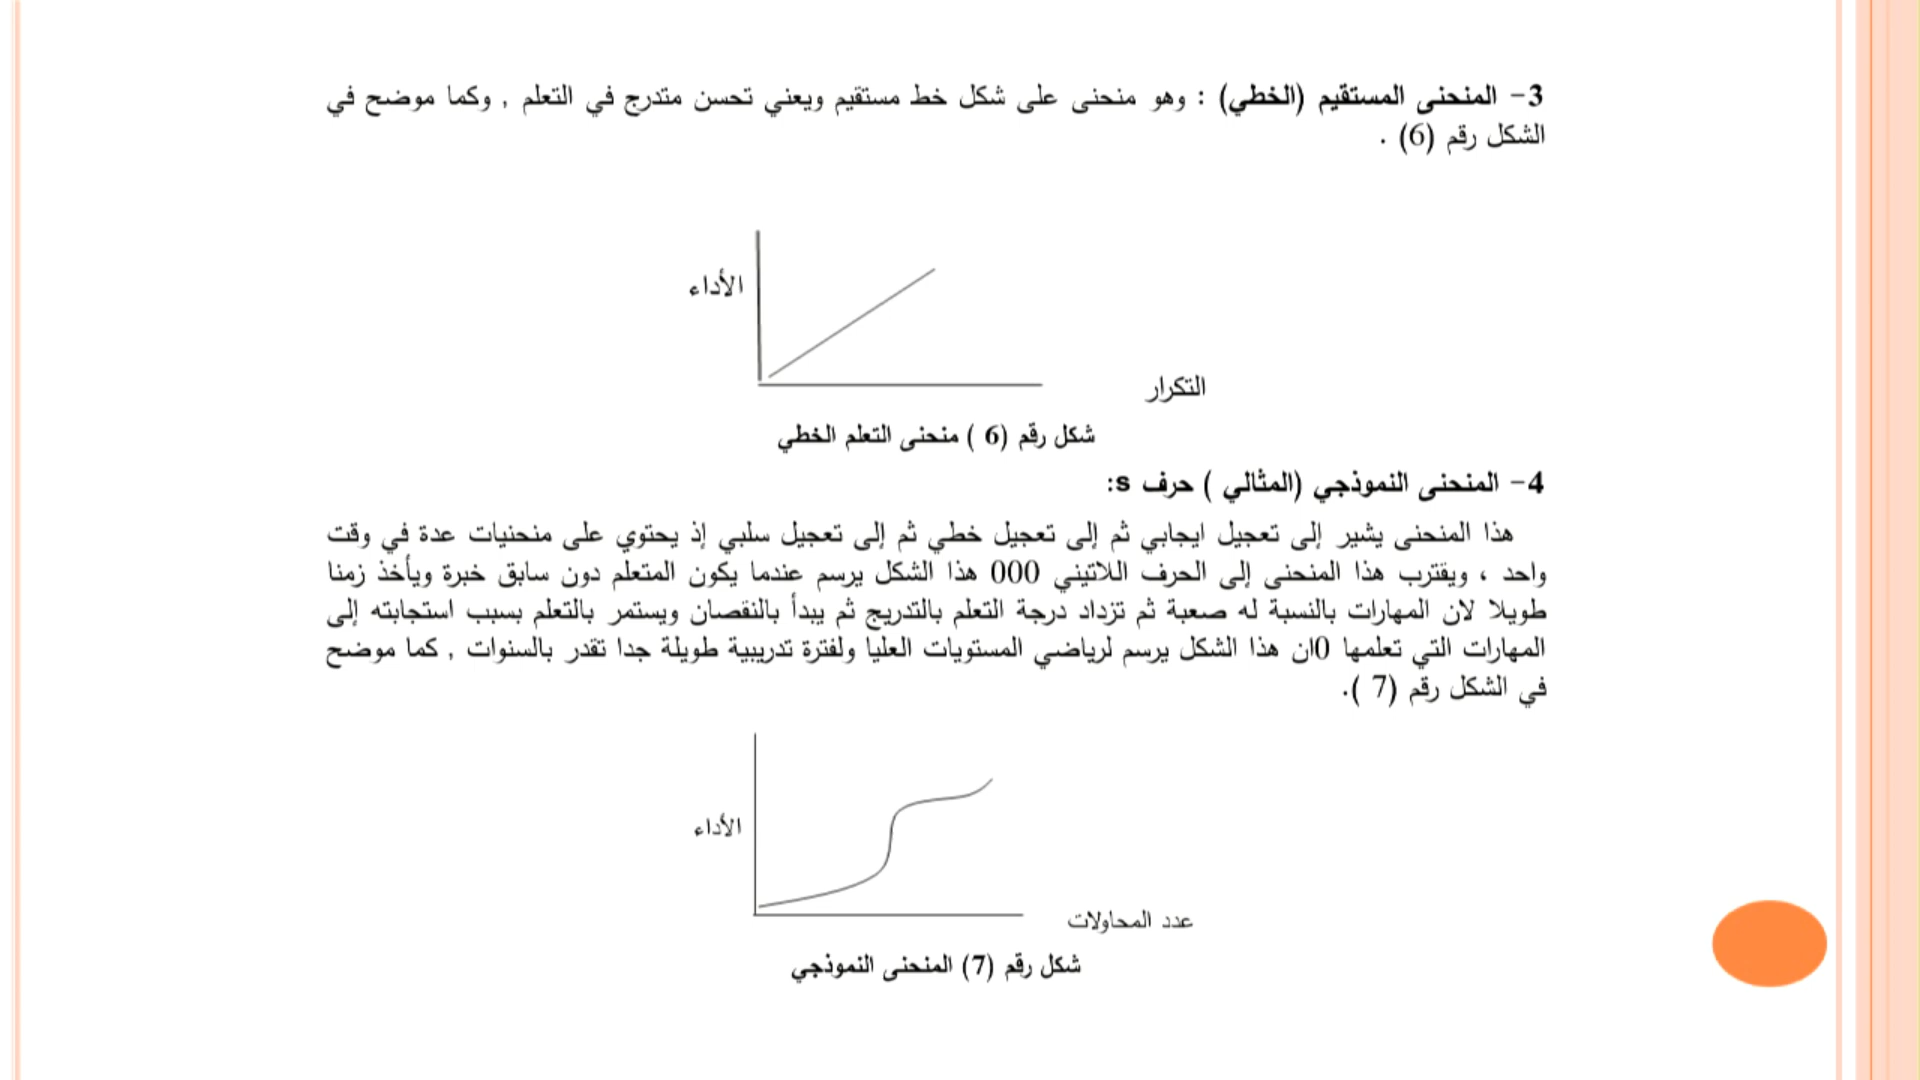 3- المنحنى المستقيم (الخطي) : وهو منحنى على شكل خط مستقيم ويعني تحسن متدرج في التعلم , وكما موضح في
الشكل رقم (6) .
الأداء
التكرار
شكل رقم (6 ) منحنى التعلم الخطي
4- المنحنى النموذجي (المثالي ) حرف s:
هذا المنحنى يشير إلى تعجيل ايجابي ثم إلى تعجيل خطي ثم إلى تعجيل سلبي إذ يحتوي على منحنيات عدة في وقت
واحد ، ويقترب هذا المنحنى إلى الحرف اللاتيني 000 هذا الشكل يرسم عندما يكون المتعلم دون سابق خبرة ويأخذ زمنا
طويلا لان المهارات بالنسبة له صعبة ثم تزداد درجة التعلم بالتدريج ثم يبدأ بالنقصان ويستمر بالتعلم بسبب استجابته إلى
المهارات التي تعلمها 0ان هذا الشكل يرسم لرياضي المستويات العليا ولفترة تدريبية طويلة جدا تقدر بالسنوات , كما موضح
في الشكل رقم (7 ).
الأداء
عدد المحاولات
شكل رقم (7) المنحنى النموذجي